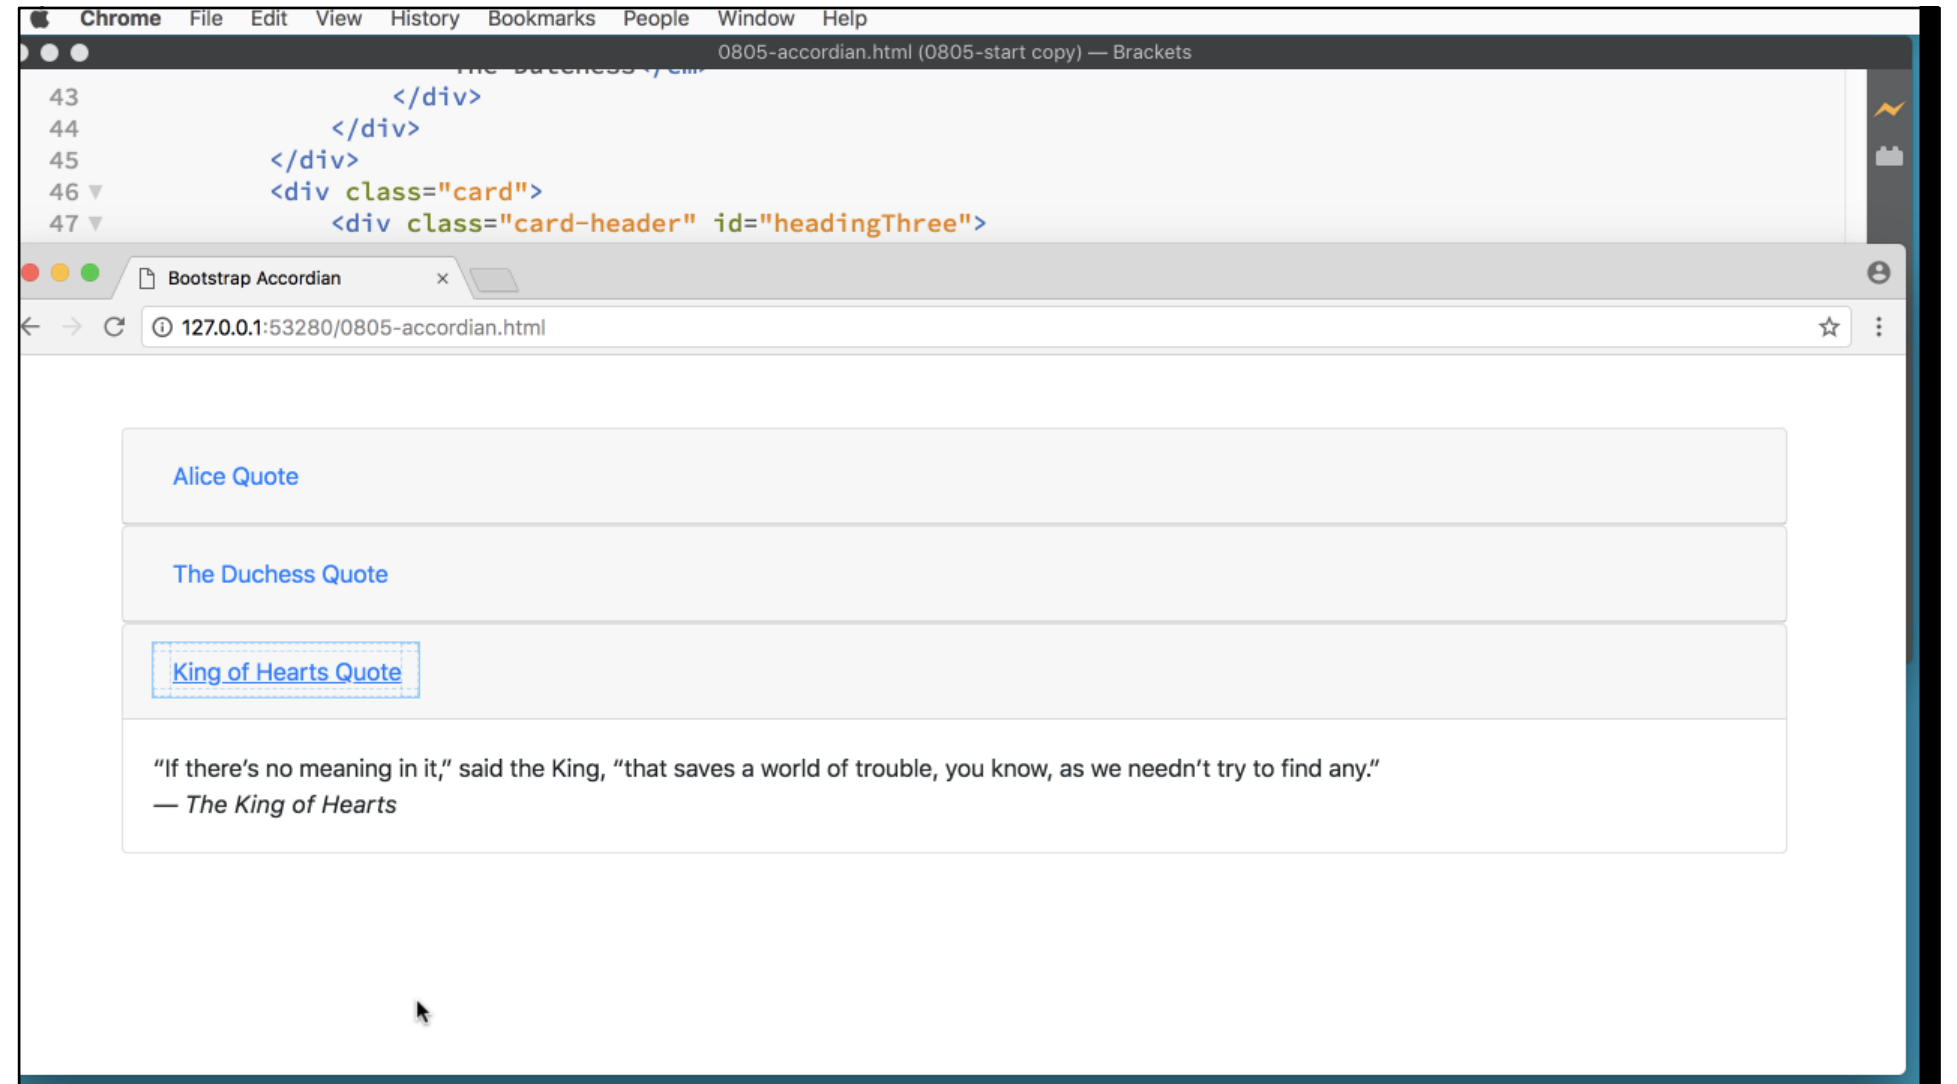 Chrome File Edit View History Bookmarks People Window Help
0805-accordian.html (0805-start copy) — Brackets
The Dutchess</em>
43 </div>
44 </div>
45 </div>
46 <div class="card">
47 <div class="card-header" id="headingThree">
Bootstrap Accordian
127.0.0.1:53280/0805-accordian.html
Alice Quote
The Duchess Quote
King of Hearts Quote
“If there’s no meaning in it,” said the King, “that saves a world of trouble, you know, as we needn’t try to find any.”
— The King of Hearts